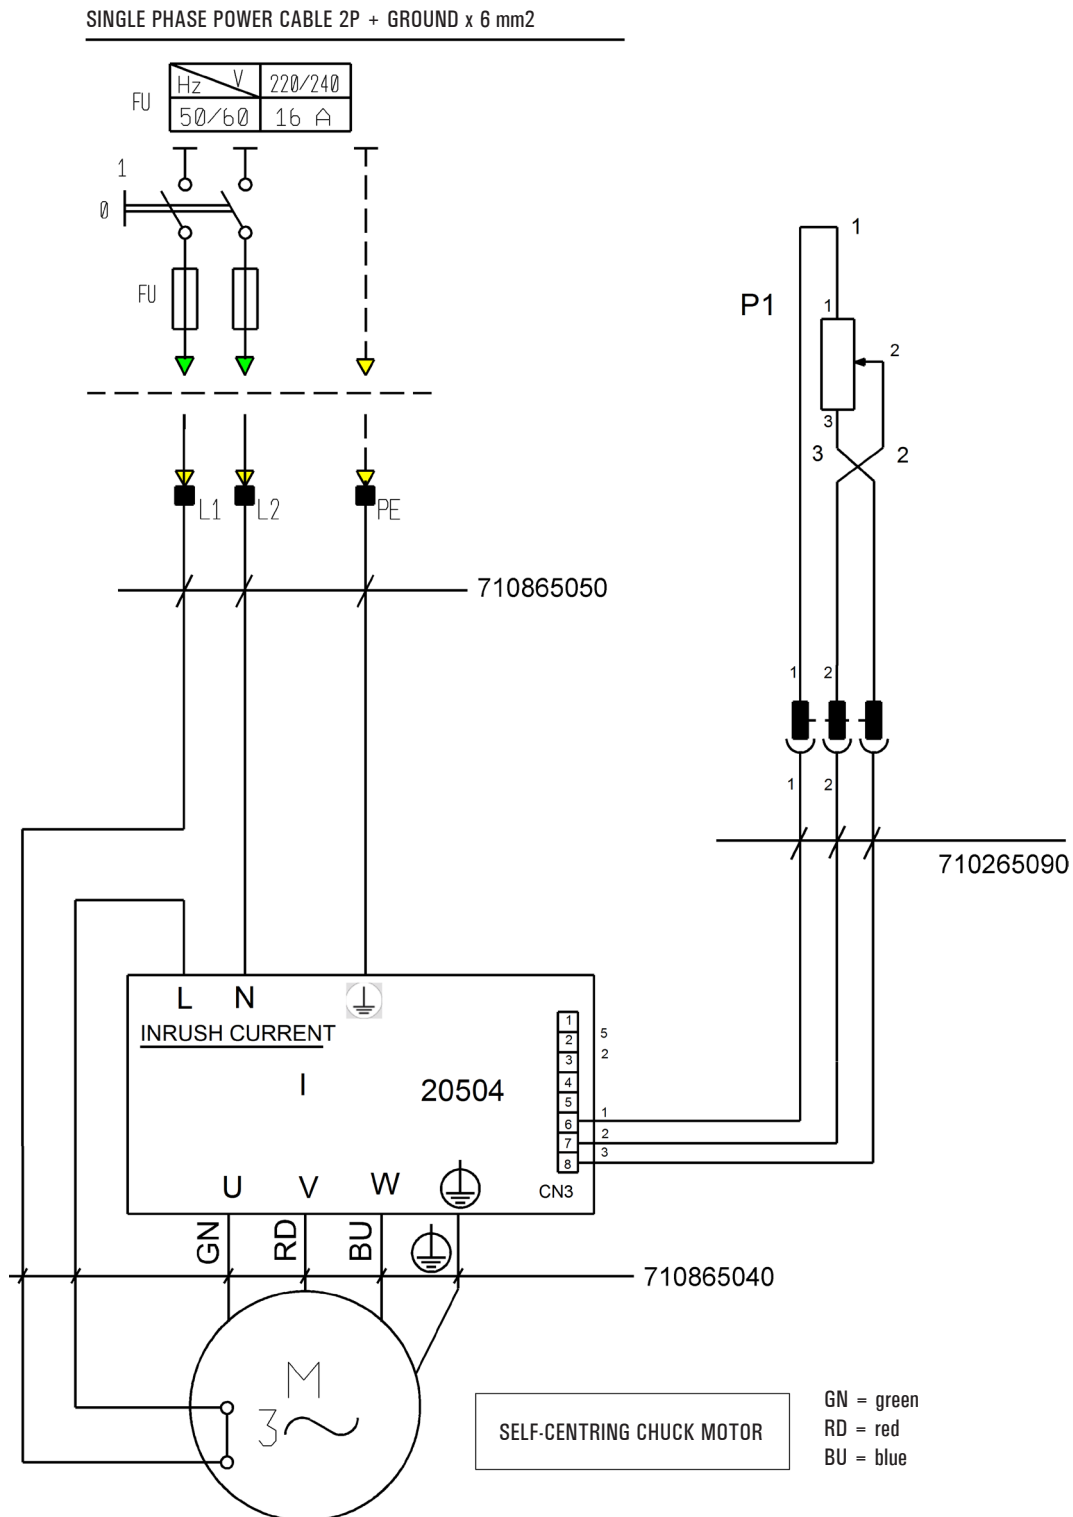 SINGLE PHASE POWER CABLE 2P + GROUND x 6 mm2
Hz V 220/240
FU
50/60 16 A
1
0
FU
L1 L2 PE
710865050
1
P1
1
2
3
3 2
1 2
1 2
710265090
L N
INRUSH CURRENT
I
20504
1
2
3
4
5
6
7
8
5
2
1
2
3
CN3
U V W
GN RD BU
710865040
M
3
SELF-CENTRING CHUCK MOTOR
GN = green
RD = red
BU = blue